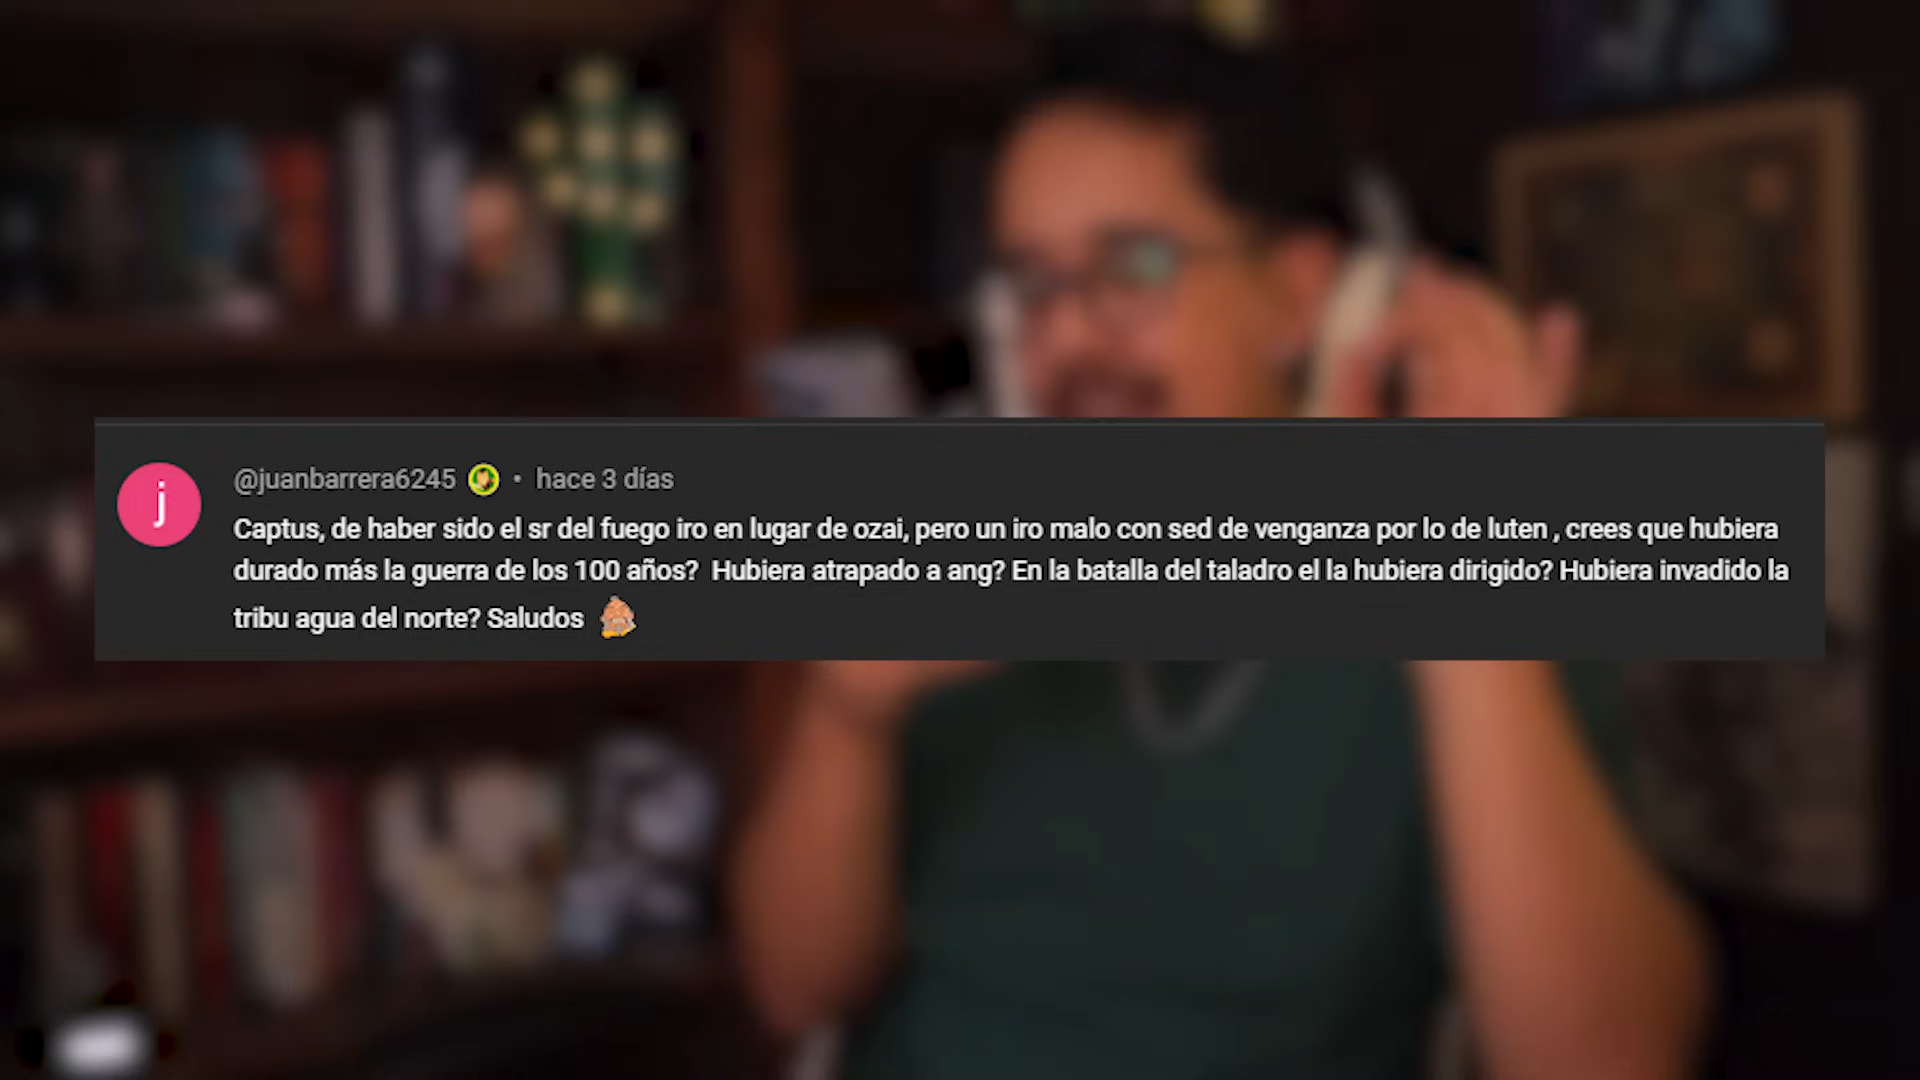 j
@juanbarrera6245 • hace 3 días
Captus, de haber sido el sr del fuego iro en lugar de ozai, pero un iro malo con sed de venganza por lo de luten , crees que hubiera
durado más la guerra de los 100 años?  Hubiera atrapado a ang? En la batalla del taladro el la hubiera dirigido? Hubiera invadido la
tribu agua del norte? Saludos